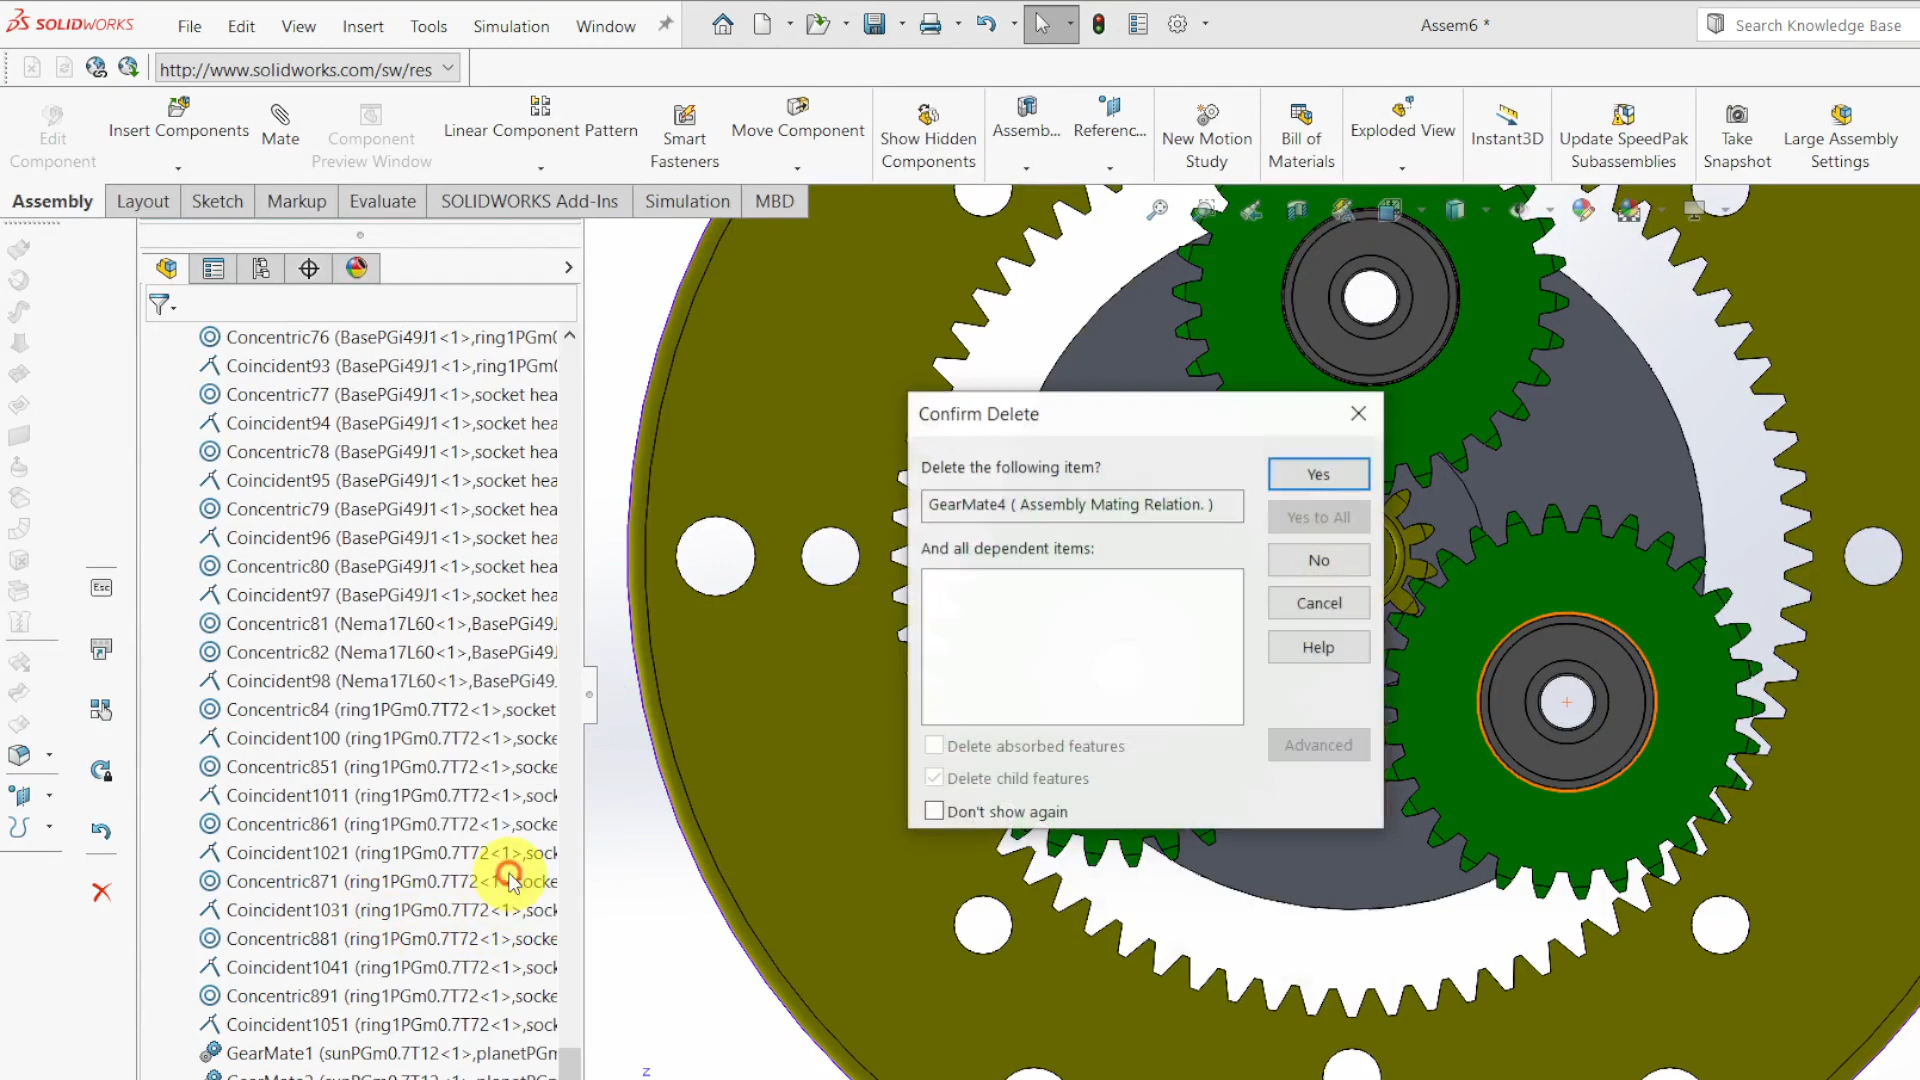 SOLIDWORKS File Edit View Insert Tools Simulation Window Assem6 * Search Knowledge Base
http://www.solidworks.com/sw/res
Edit Component
Insert Components
Mate
Component Preview Window
Linear Component Pattern
Smart Fasteners
Move Component
Show Hidden Components
Assemb...
Referenc...
New Motion Study
Bill of Materials
Exploded View
Instant3D
Update SpeedPak Subassemblies
Take Snapshot
Large Assembly Settings
Assembly Layout Sketch Markup Evaluate SOLIDWORKS Add-Ins Simulation MBD
Concentric76 (BasePGi49J1<1>,ring1PGm0
Coincident93 (BasePGi49J1<1>,ring1PGm0
Concentric77 (BasePGi49J1<1>,socket hea
Coincident94 (BasePGi49J1<1>,socket hea
Concentric78 (BasePGi49J1<1>,socket hea
Coincident95 (BasePGi49J1<1>,socket hea
Concentric79 (BasePGi49J1<1>,socket hea
Coincident96 (BasePGi49J1<1>,socket hea
Concentric80 (BasePGi49J1<1>,socket hea
Coincident97 (BasePGi49J1<1>,socket hea
Concentric81 (Nema17L60<1>,BasePGi49J
Concentric82 (Nema17L60<1>,BasePGi49J
Coincident98 (Nema17L60<1>,BasePGi49.
Concentric84 (ring1PGm0.7T72<1>,socket
Coincident100 (ring1PGm0.7T72<1>,socke
Concentric851 (ring1PGm0.7T72<1>,socke
Coincident1011 (ring1PGm0.7T72<1>,sock
Concentric861 (ring1PGm0.7T72<1>,socke
Coincident1021 (ring1PGm0.7T72<1>,sock
Concentric871 (ring1PGm0.7T72<1>,socke
Coincident1031 (ring1PGm0.7T72<1>,sock
Concentric881 (ring1PGm0.7T72<1>,socke
Coincident1041 (ring1PGm0.7T72<1>,sock
Concentric891 (ring1PGm0.7T72<1>,socke
Coincident1051 (ring1PGm0.7T72<1>,sock
GearMate1 (sunPGm0.7T12<1>,planetPGm
Esc
Confirm Delete
Delete the following item?
GearMate4 ( Assembly Mating Relation. )
And all dependent items:
Delete absorbed features
Delete child features
Don't show again
Yes
Yes to All
No
Cancel
Help
Advanced
z